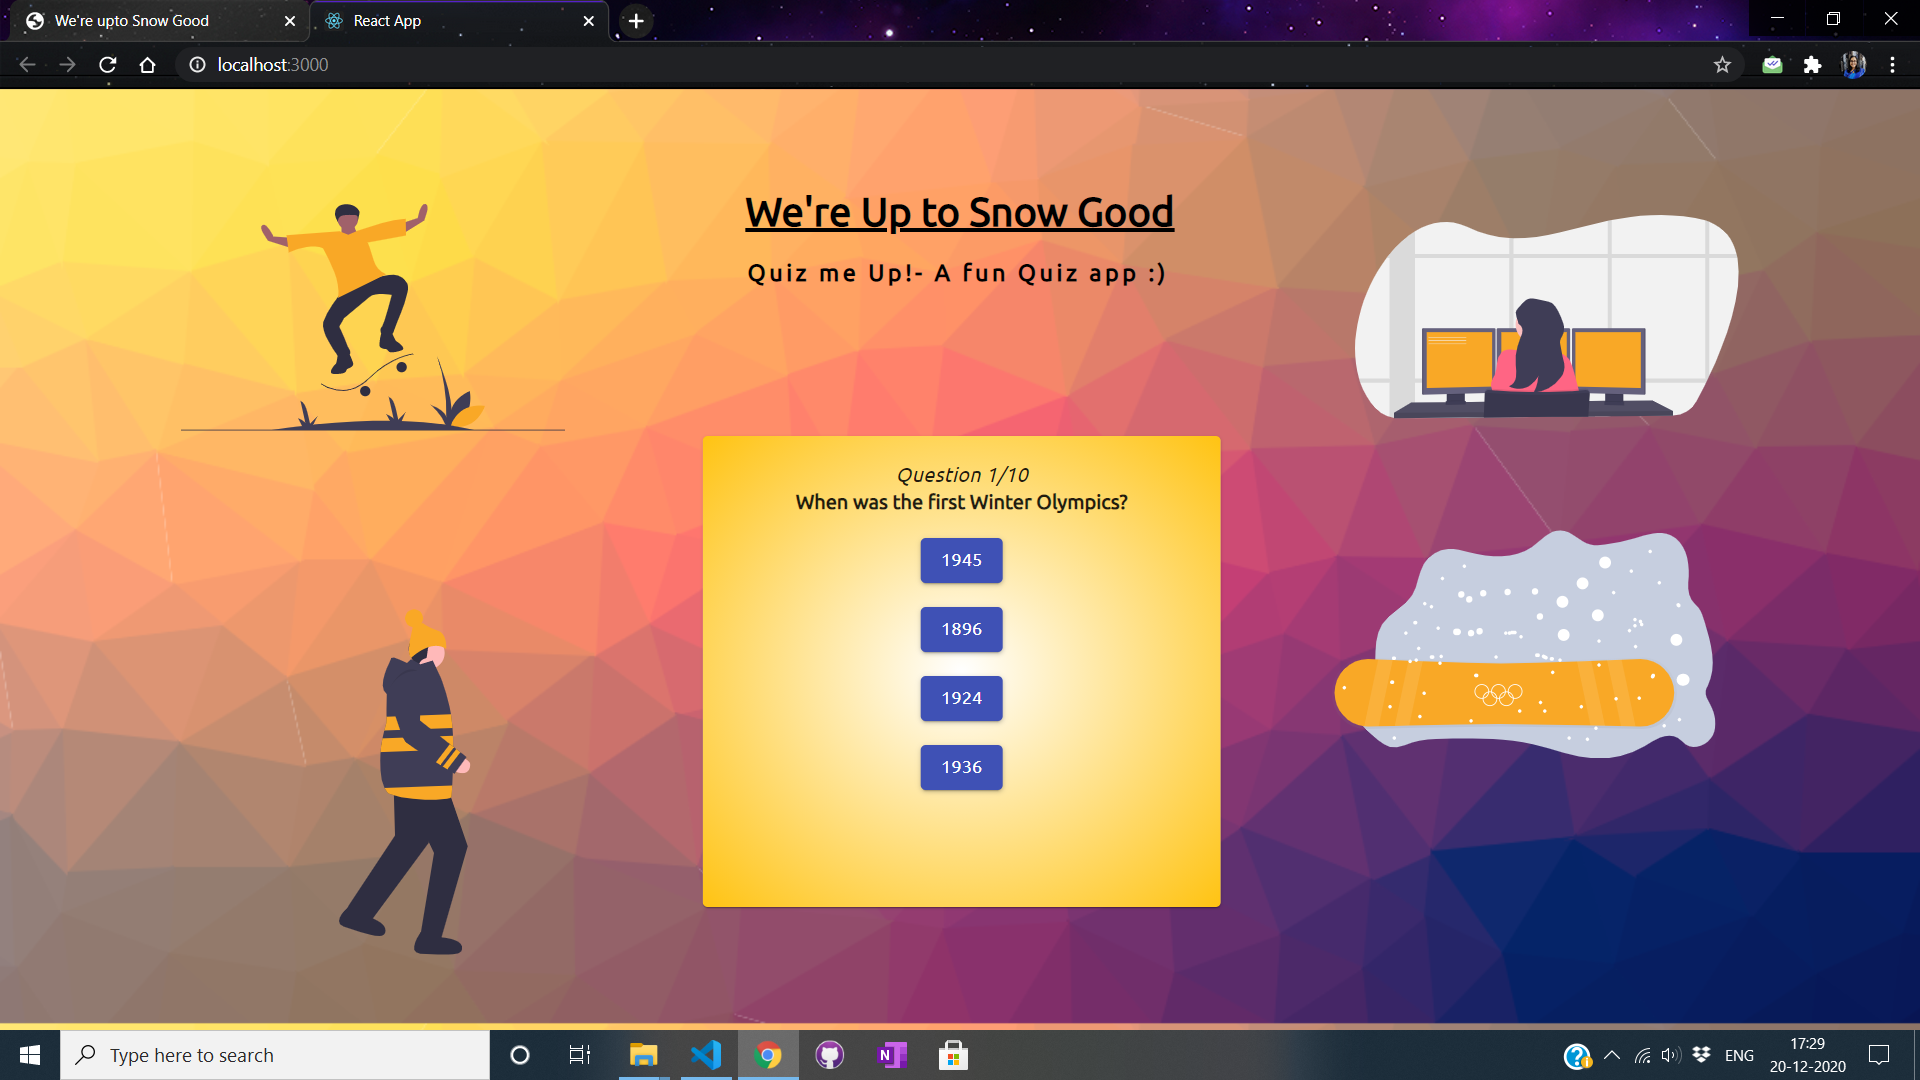 We're upto Snow Good
React App
localhost:3000
We're Up to Snow Good
Quiz me Up!- A fun Quiz app :)
Question 1/10
When was the first Winter Olympics?
1945
1896
1924
1936
Type here to search
N
ENG
17:29
20-12-2020